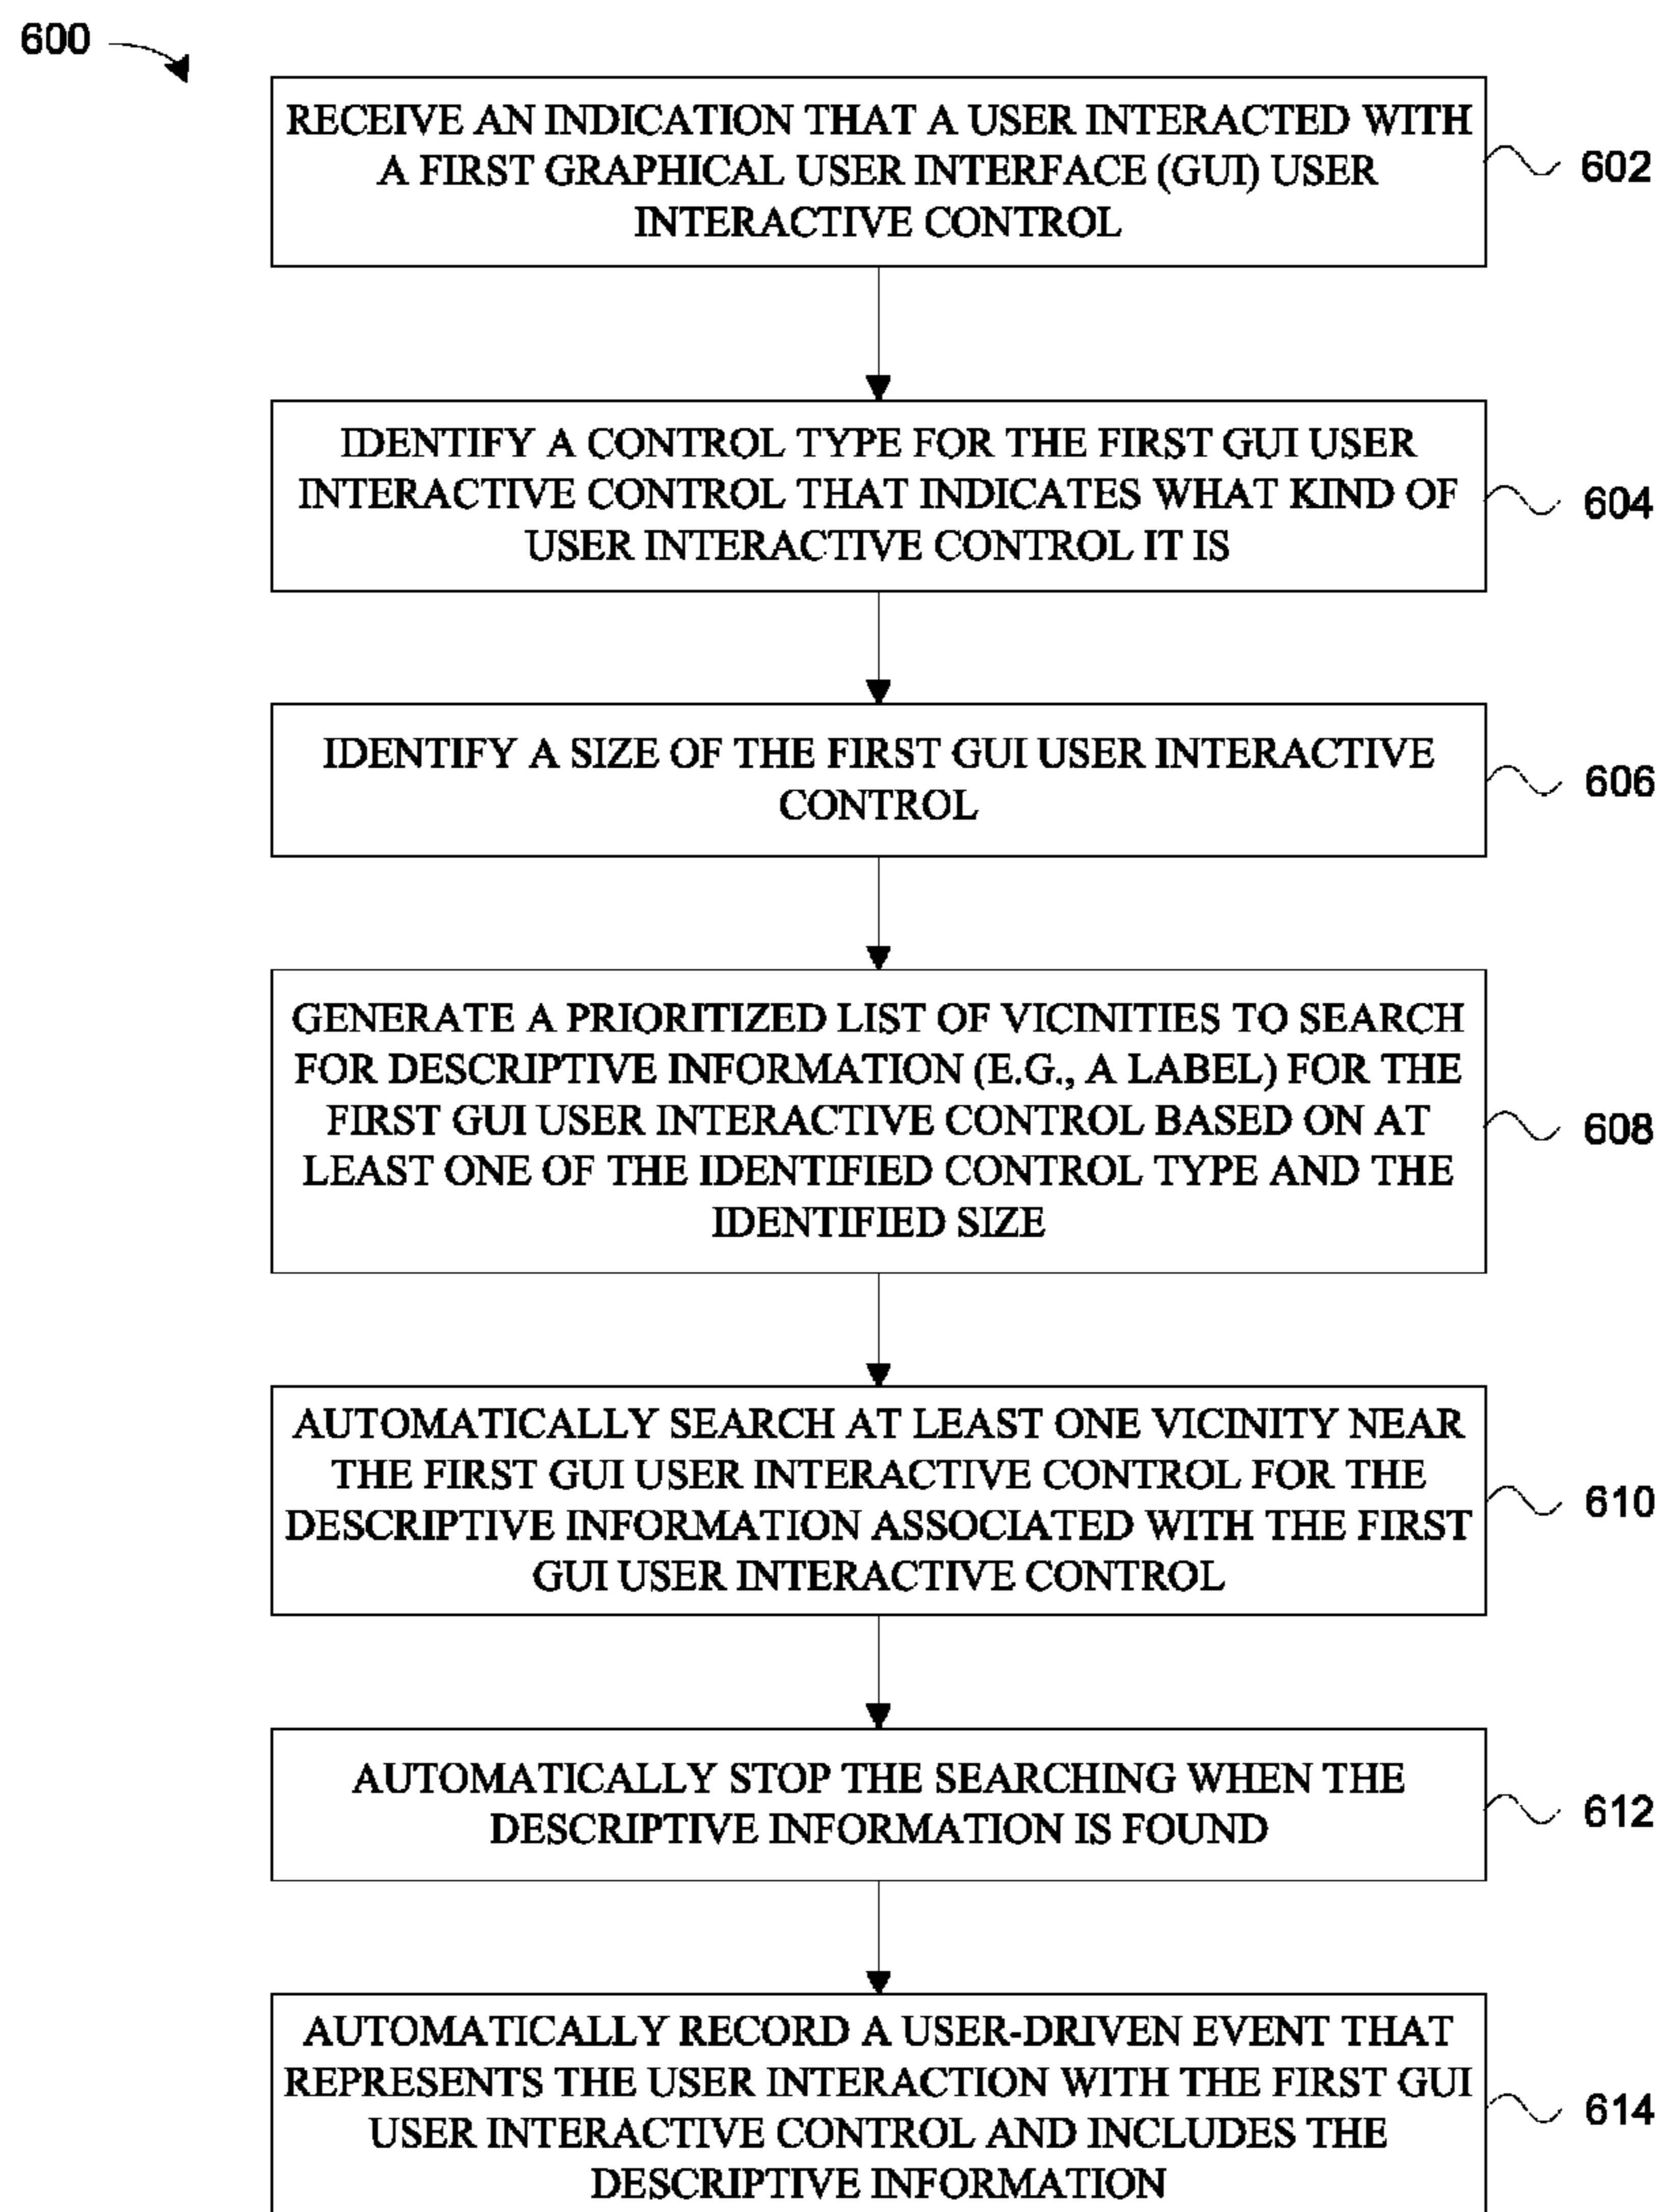 600
RECEIVE AN INDICATION THAT A USER INTERACTED WITH
A FIRST GRAPHICAL USER INTERFACE (GUI) USER
INTERACTIVE CONTROL
602
IDENTIFY A CONTROL TYPE FOR THE FIRST GUI USER
INTERACTIVE CONTROL THAT INDICATES WHAT KIND OF
USER INTERACTIVE CONTROL IT IS
604
IDENTIFY A SIZE OF THE FIRST GUI USER INTERACTIVE
CONTROL
606
GENERATE A PRIORITIZED LIST OF VICINITIES TO SEARCH
FOR DESCRIPTIVE INFORMATION (E.G., A LABEL) FOR THE
FIRST GUI USER INTERACTIVE CONTROL BASED ON AT
LEAST ONE OF THE IDENTIFIED CONTROL TYPE AND THE
IDENTIFIED SIZE
608
AUTOMATICALLY SEARCH AT LEAST ONE VICINITY NEAR
THE FIRST GUI USER INTERACTIVE CONTROL FOR THE
DESCRIPTIVE INFORMATION ASSOCIATED WITH THE FIRST
GUI USER INTERACTIVE CONTROL
610
AUTOMATICALLY STOP THE SEARCHING WHEN THE
DESCRIPTIVE INFORMATION IS FOUND
612
AUTOMATICALLY RECORD A USER-DRIVEN EVENT THAT
REPRESENTS THE USER INTERACTION WITH THE FIRST GUI
USER INTERACTIVE CONTROL AND INCLUDES THE
DESCRIPTIVE INFORMATION
614